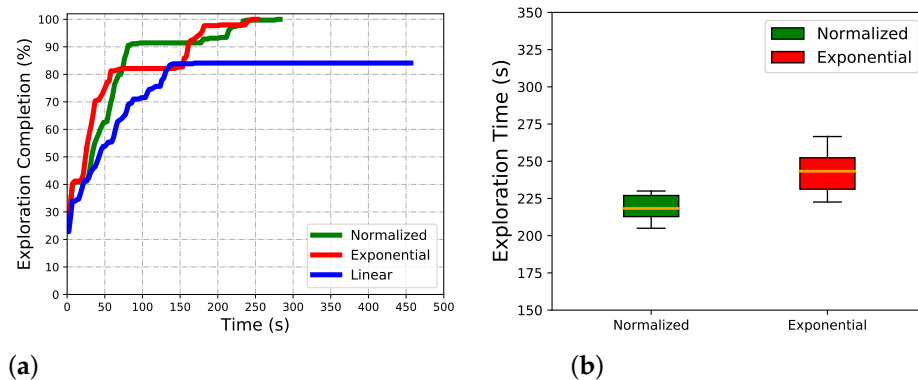 100
90
80
70
60
50
40
30
20
10
0
Exploration Completion (%)
0 50 100 150 200 250 300 350 400 450 500
Time (s)
Normalized
Exponential
Linear
(a)
350
325
300
275
250
225
200
175
150
Exploration Time (s)
Normalized
Exponential
Normalized Exponential
(b)